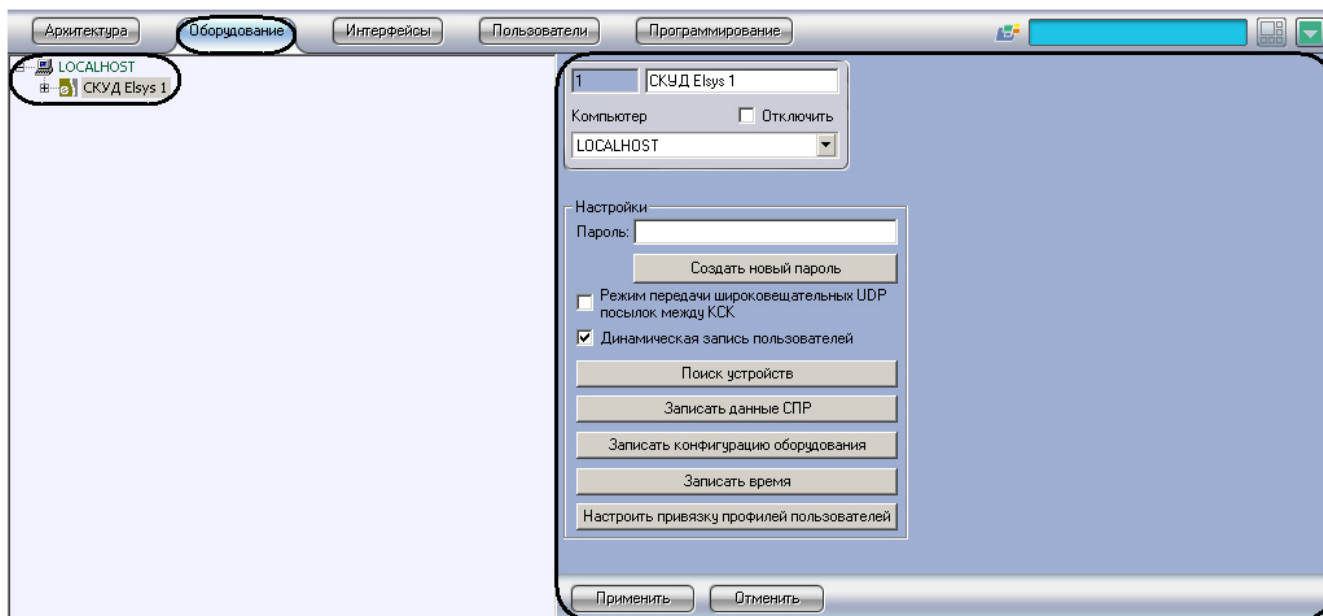 Архитектура Оборудование Интерфейсы Пользователи Программирование
LOCALHOST
СКУД Elsys 1
1 СКУД Elsys 1
Компьютер Отключить
LOCALHOST
Настройки
Пароль:
Создать новый пароль
Режим передачи широковещательных UDP
посылок между КСК
Динамическая запись пользователей
Поиск устройств
Записать данные СПР
Записать конфигурацию оборудования
Записать время
Настроить привязку профилей пользователей
Применить Отменить